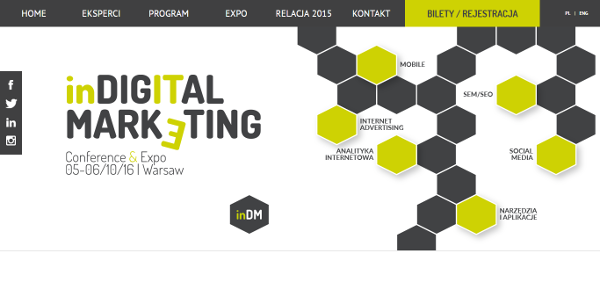 HOME EKSPERCI PROGRAM EXPO RELACJA 2015 KONTAKT BILETY / REJESTRACJA PL | ENG
inDIGITAL
MARKETING
Conference & Expo
05-06/10/16 | Warsaw
inDM
MOBILE
SEM/SEO
INTERNET
ADVERTISING
ANALITYKA
INTERNETOWA
SOCIAL
MEDIA
NARZĘDZIA
I APLIKACJE